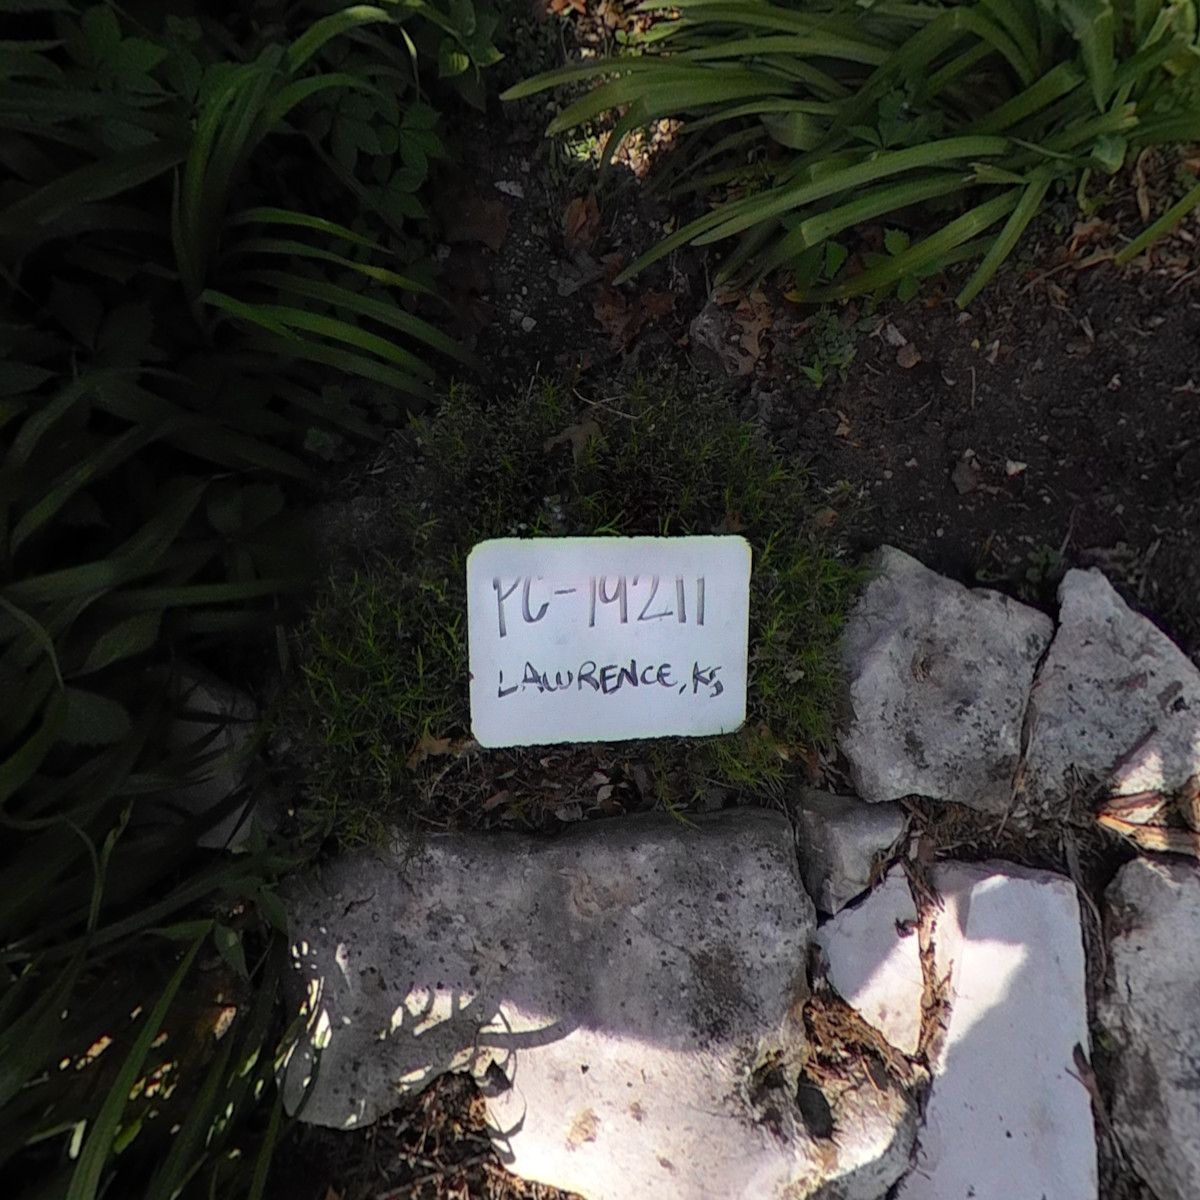 PC-19211
LAWRENCE, KS